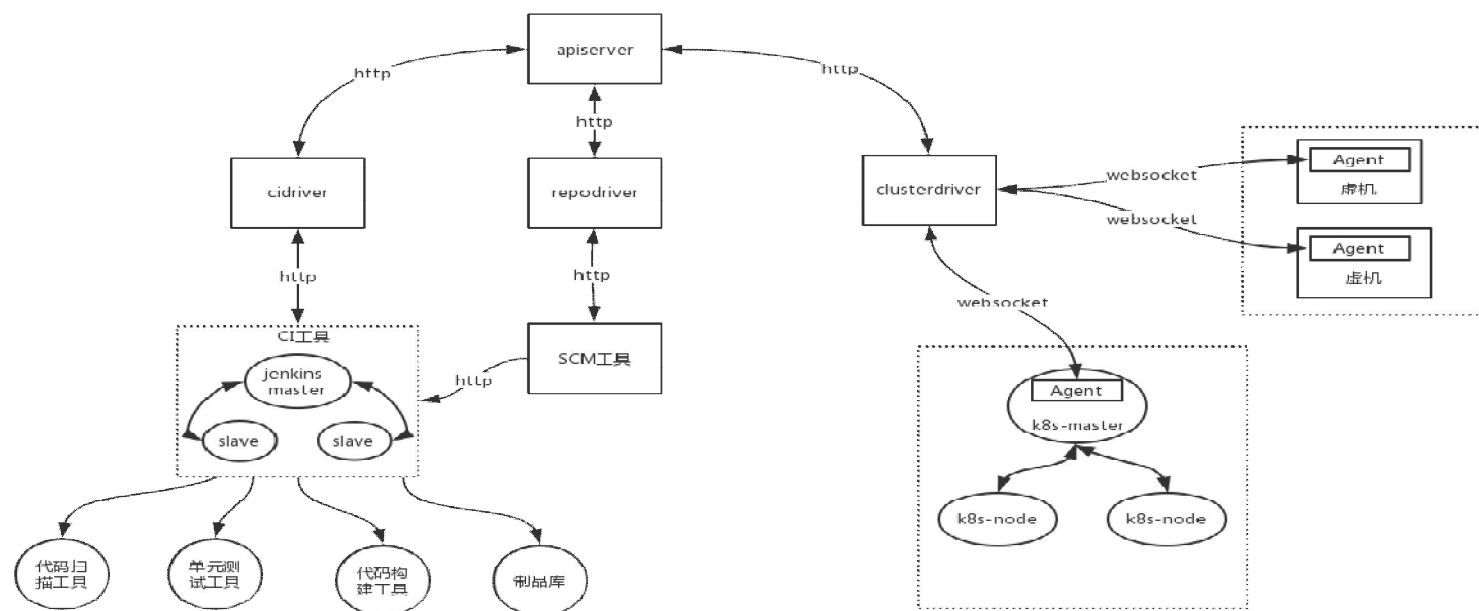 apiserver
http
http
http
cidriver
repodriver
clusterdriver
websocket
websocket
Agent
虚机
Agent
虚机
http
http
websocket
CI工具
jenkins
master
slave
slave
SCM工具
http
Agent
k8s-master
k8s-node
k8s-node
代码扫
描工具
单元测
试工具
代码构
建工具
制品库